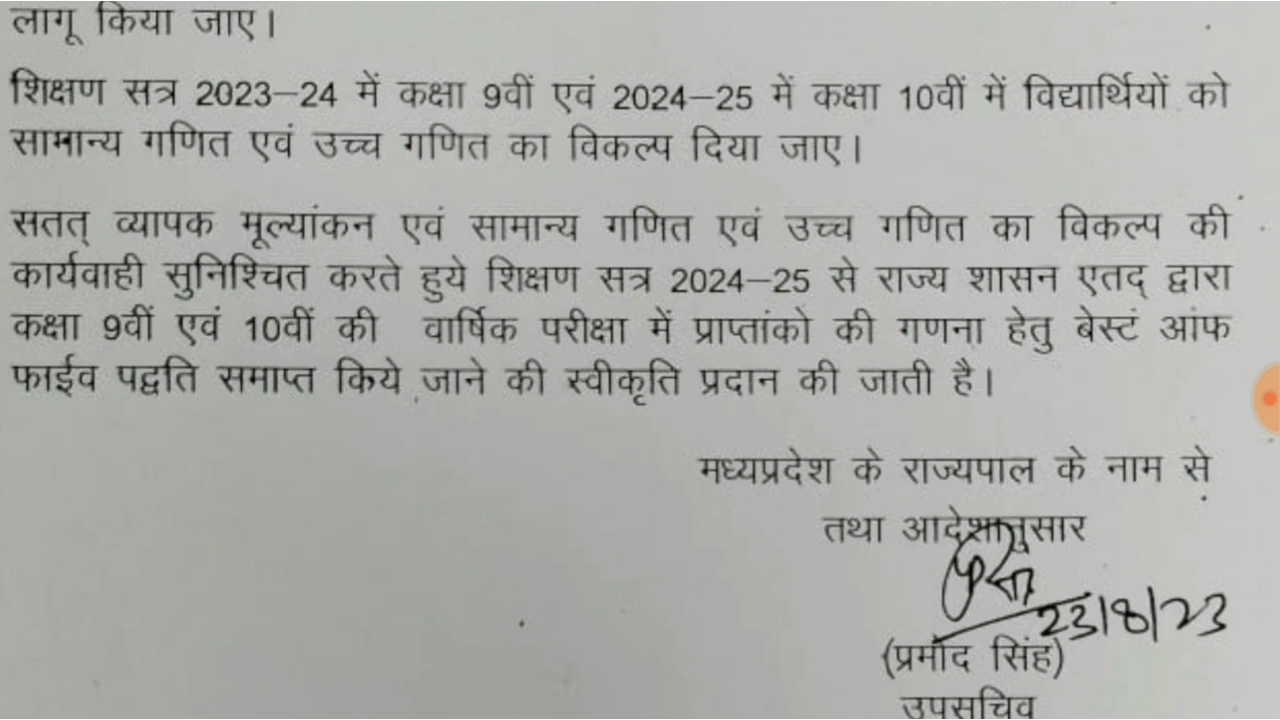 लागू किया जाए।
शिक्षण सत्र 2023–24 में कक्षा 9वीं एवं 2024–25 में कक्षा 10वीं में विद्यार्थियों को
सामान्य गणित एवं उच्च गणित का विकल्प दिया जाए।
सतत् व्यापक मूल्यांकन एवं सामान्य गणित एवं उच्च गणित का विकल्प की
कार्यवाही सुनिश्चित करते हुये शिक्षण सत्र 2024–25 से राज्य शासन एतद् द्वारा
कक्षा 9वीं एवं 10वीं की वार्षिक परीक्षा में प्राप्तांको की गणना हेतु बेस्टं आंफ
फाईव पद्वति समाप्त किये जाने की स्वीकृति प्रदान की जाती है।
मध्यप्रदेश के राज्यपाल के नाम से
तथा आदेशानुसार
23/8/23
(प्रमोद सिंह)
उपसचिव